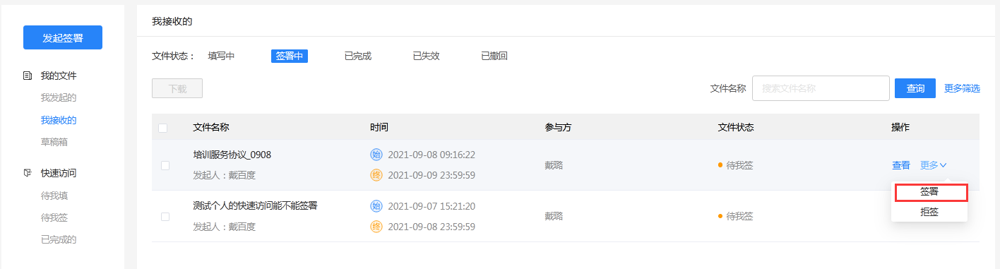 发起签署
我的文件
我发起的
我接收的
草稿箱
快速访问
待我填
待我签
已完成的
我接收的
文件状态： 填写中 签署中 已完成 已失效 已撤回
下载 文件名称 搜索文件名称 查询 更多筛选
文件名称 时间 参与方 文件状态 操作
培训服务协议_0908 始 2021-09-08 09:16:22
戴璐 待我签 查看 更多
发起人：戴百度 终 2021-09-09 23:59:59
签署
测试个人的快速访问能不能签署 始 2021-09-07 15:21:20
拒签
戴璐 待我签
发起人：戴百度 终 2021-09-08 23:59:59